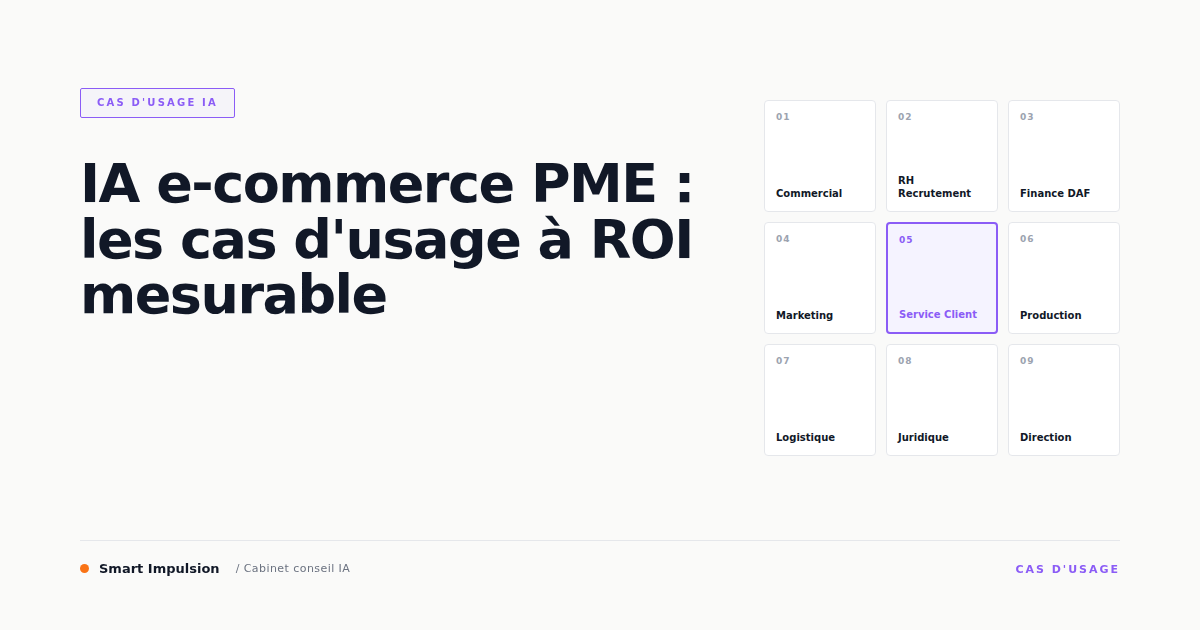 CAS D'USAGE IA
IA e-commerce PME :
les cas d'usage à ROI
mesurable
01
Commercial
02
RH
Recrutement
03
Finance DAF
04
Marketing
05
Service Client
06
Production
07
Logistique
08
Juridique
09
Direction
Smart Impulsion / Cabinet conseil IA
CAS D'USAGE